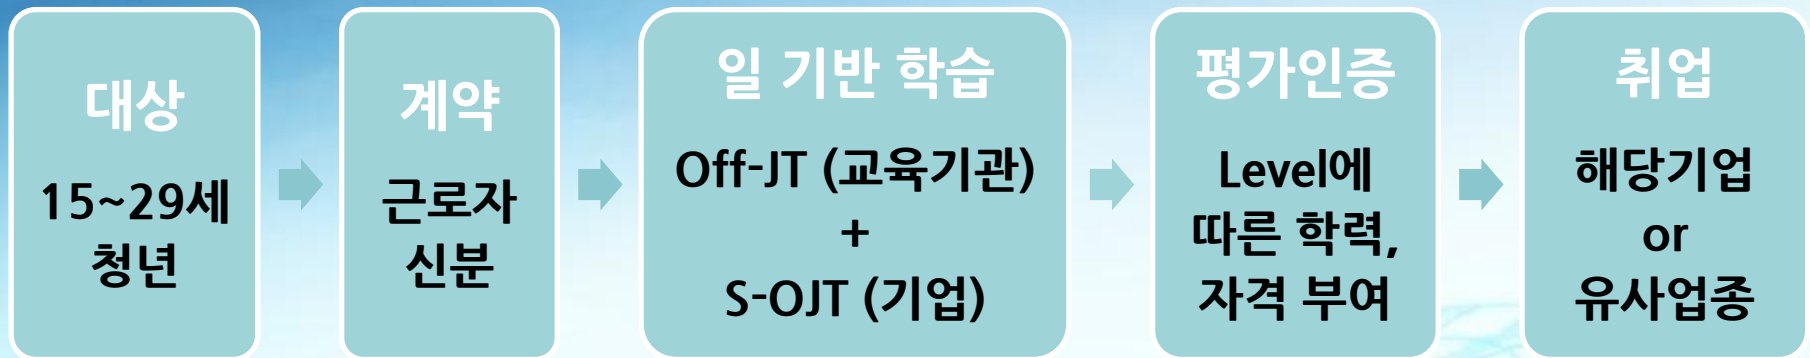 대상
15~29세
청년
계약
근로자
신분
일 기반 학습
Off-JT (교육기관)
+
S-OJT (기업)
평가인증
Level에
따른 학력,
자격 부여
취업
해당기업
or
유사업종